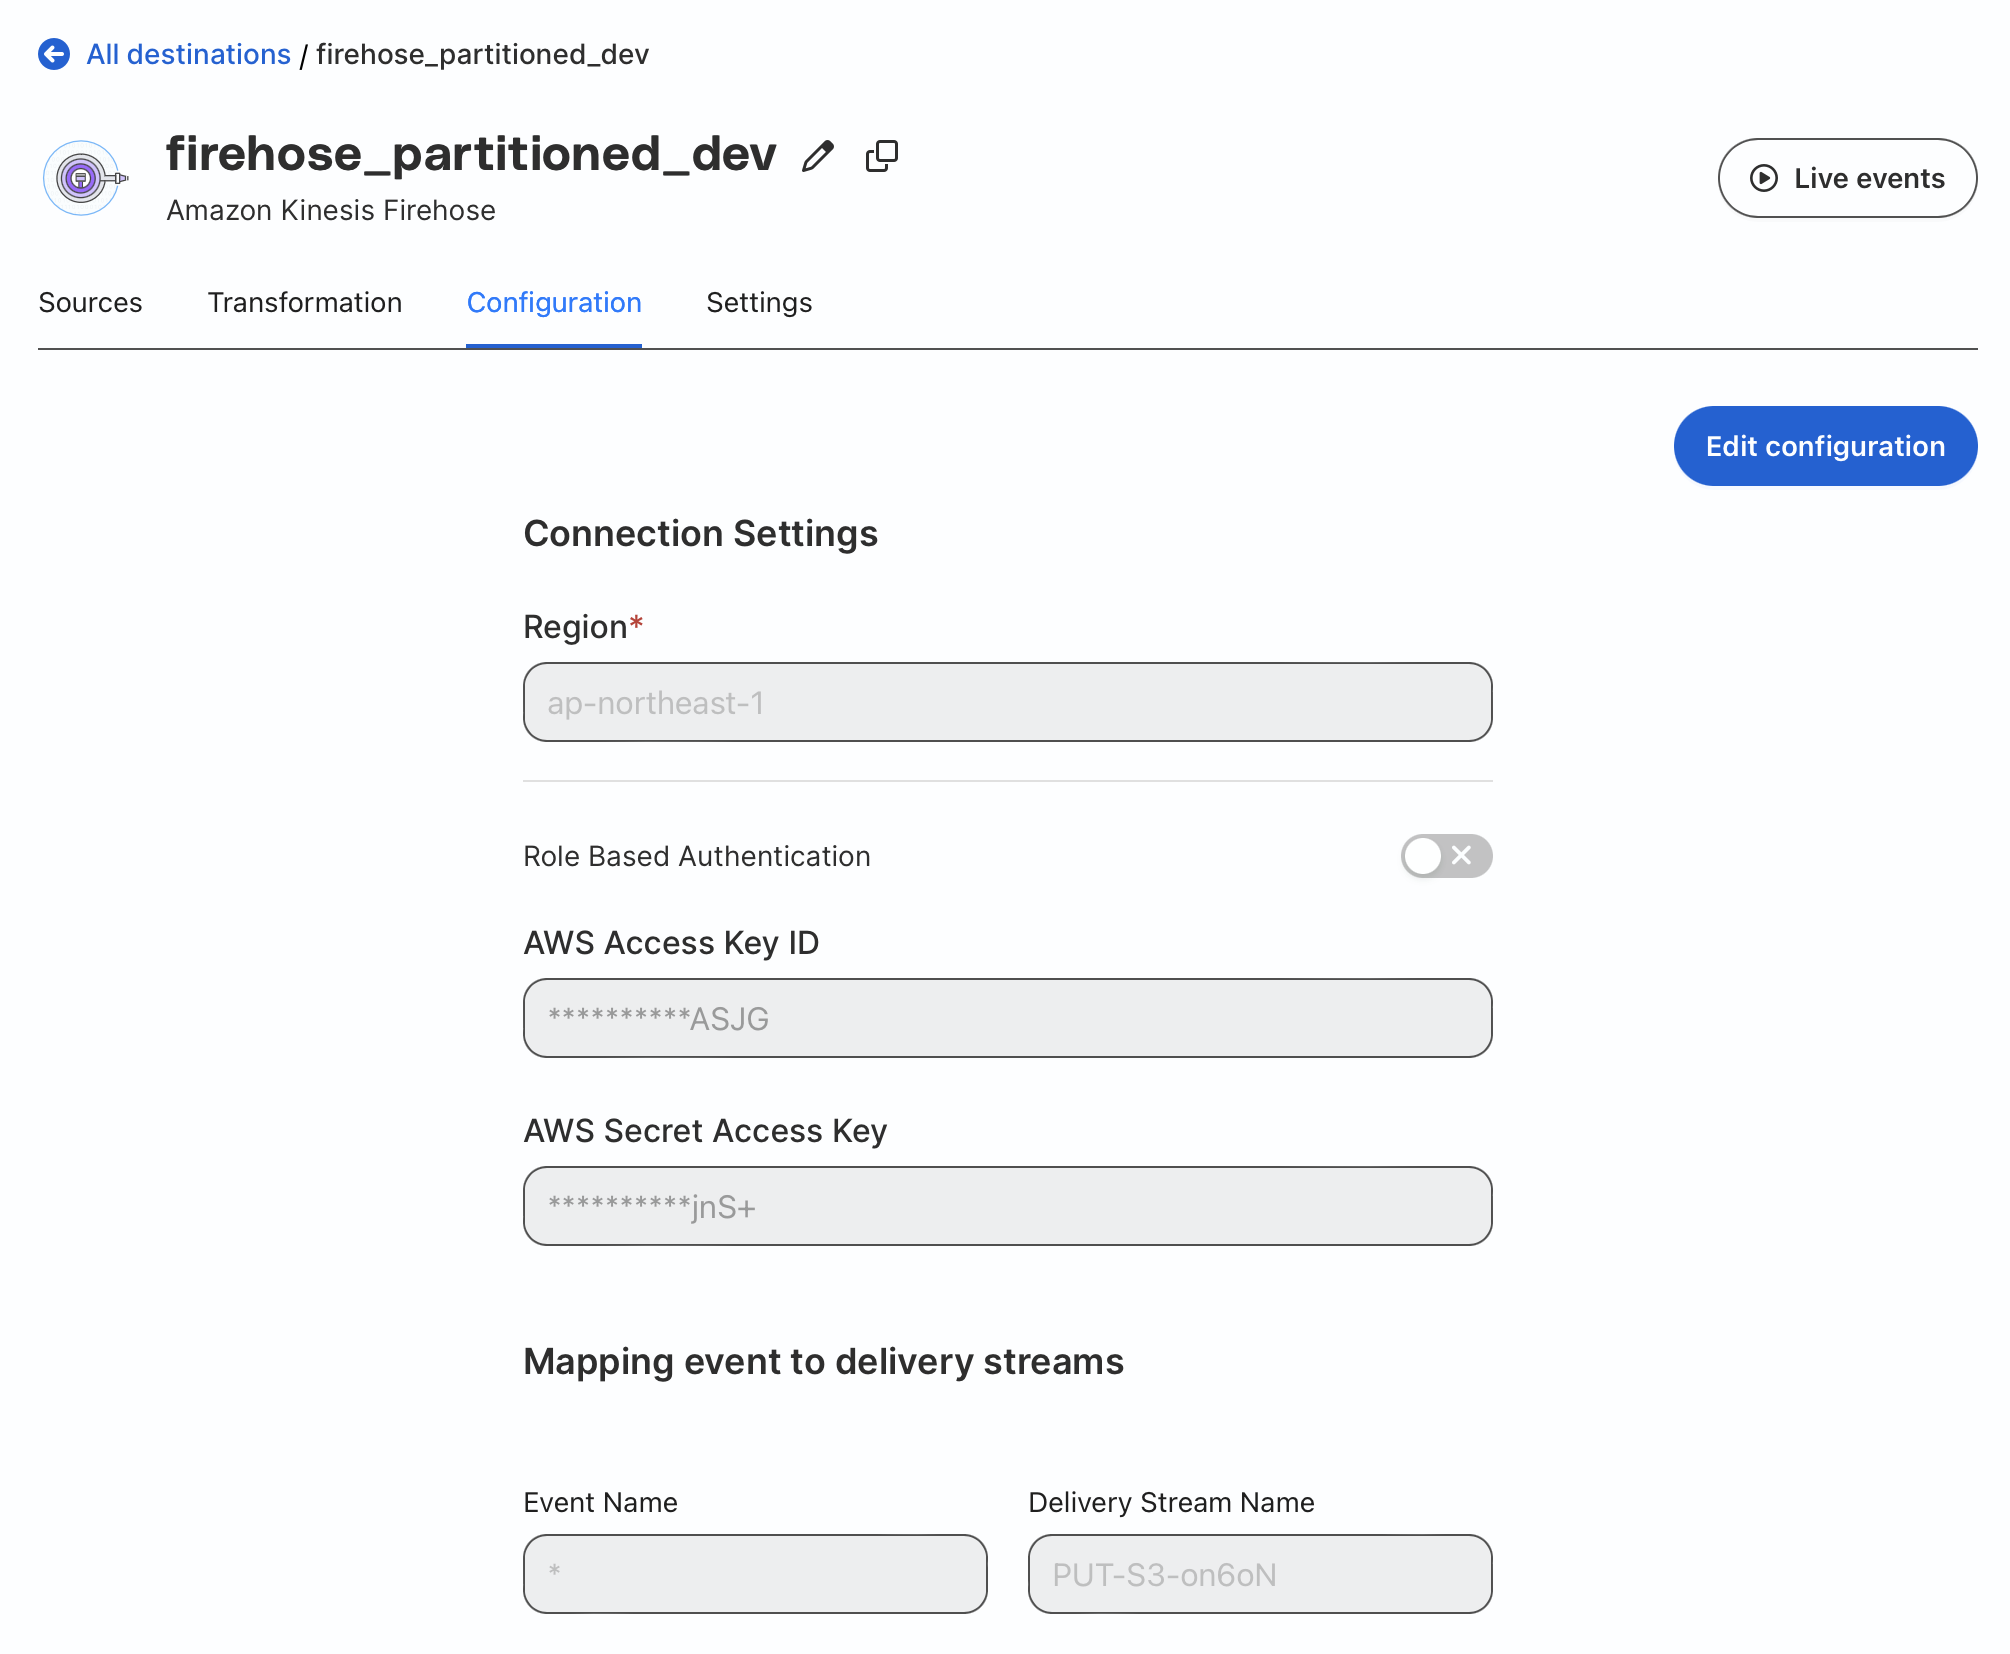 All destinations / firehose_partitioned_dev
firehose_partitioned_dev
Amazon Kinesis Firehose
Live events
Sources Transformation Configuration Settings
Edit configuration
Connection Settings
Region*
ap-northeast-1
Role Based Authentication
AWS Access Key ID
**********ASJG
AWS Secret Access Key
**********jnS+
Mapping event to delivery streams
Event Name Delivery Stream Name
* PUT-S3-on6oN